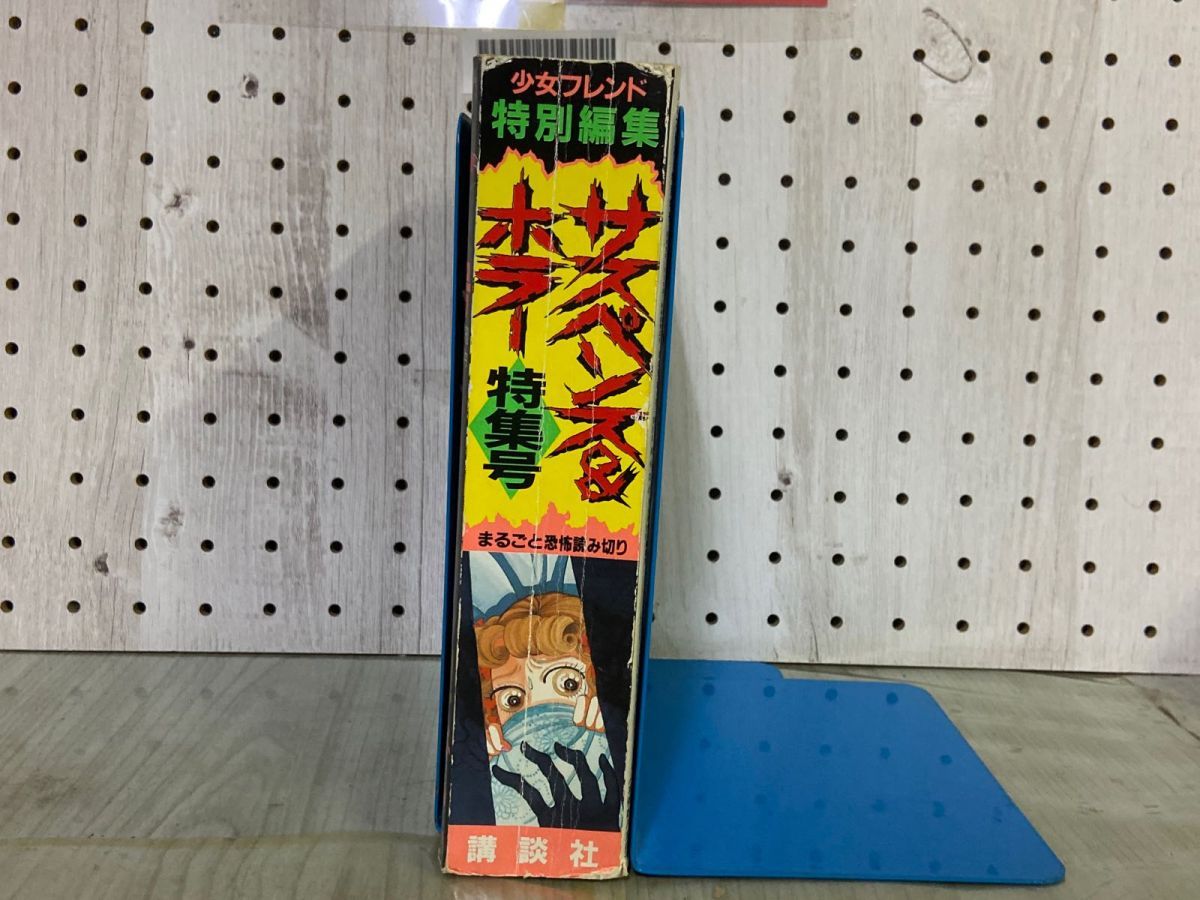 少女フレンド
特別編集
サスペンス&
ホラー
特集号
まるごと恐怖読み切り
講談社